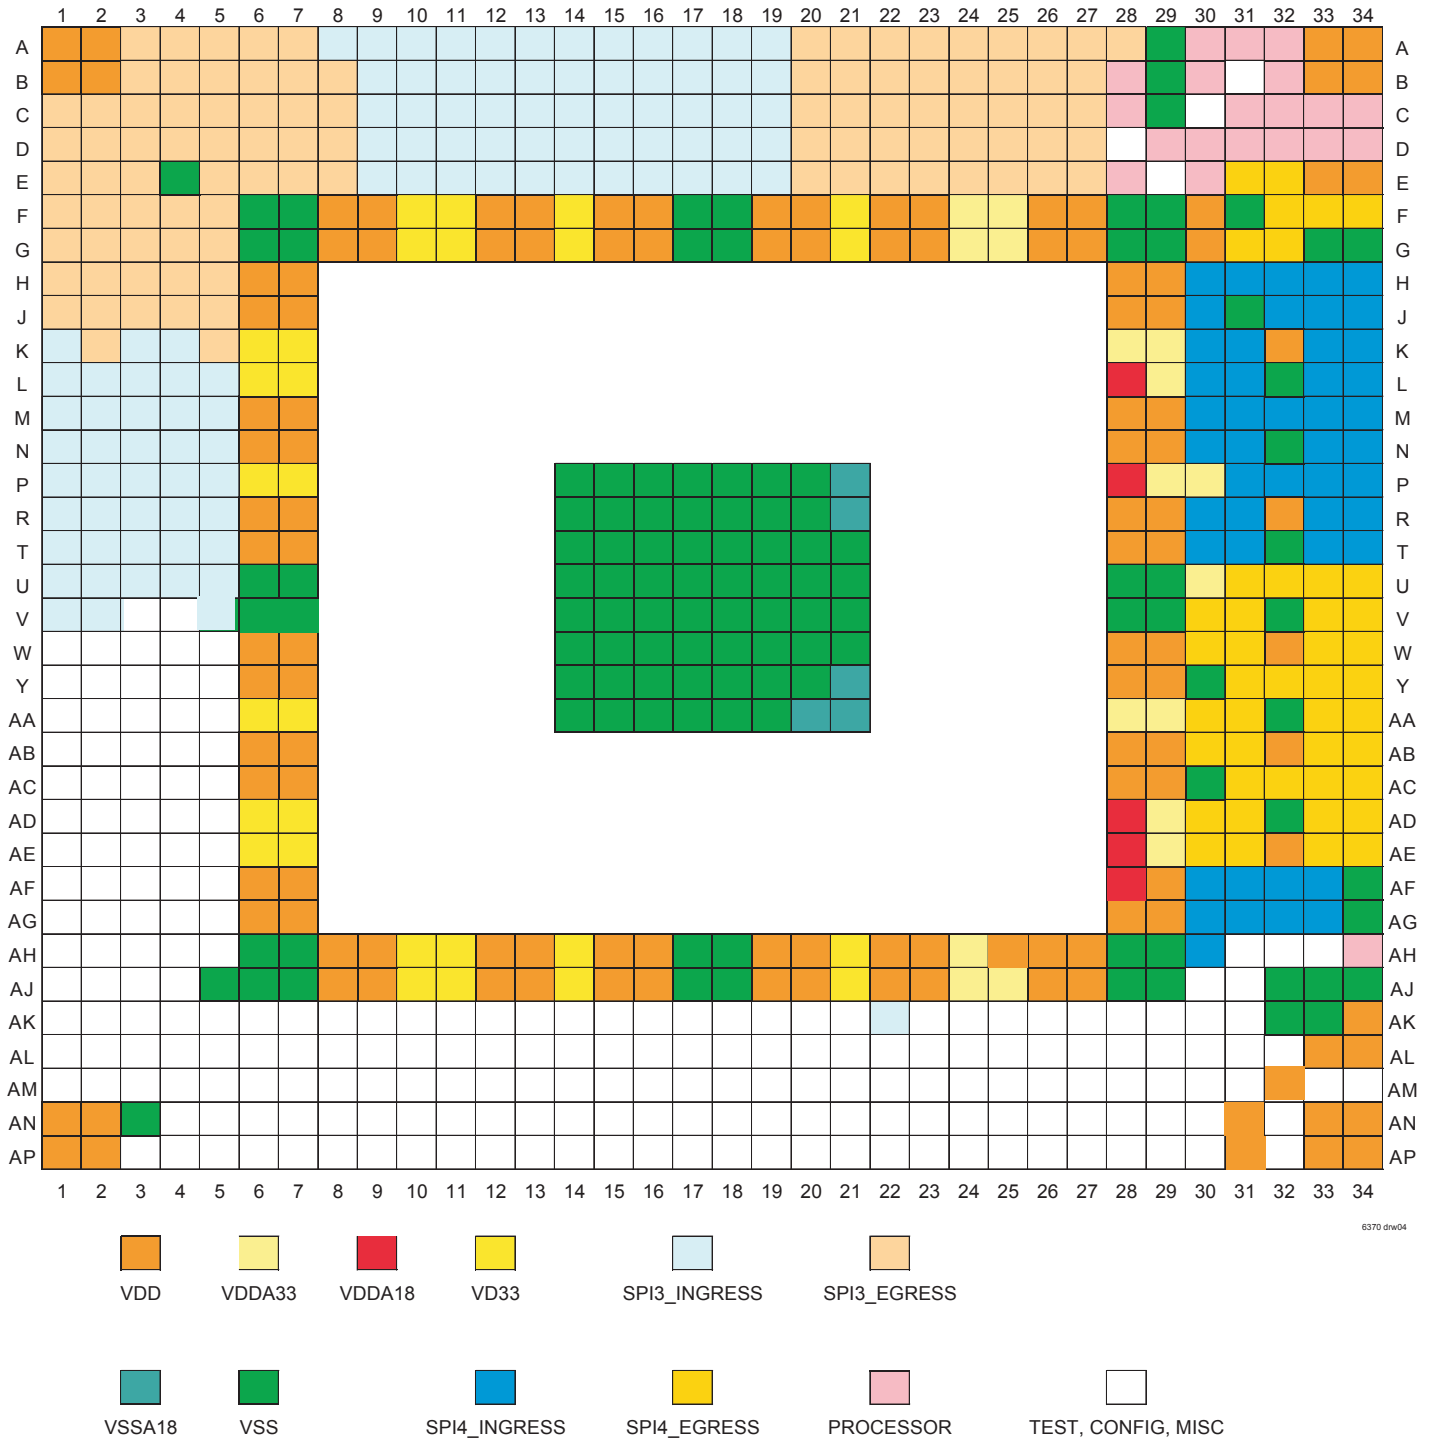 1 2 3 4 5 6 7 8 9 10 11 12 13 14 15 16 17 18 19 20 21 22 23 24 25 26 27 28 29 30 31 32 33 34
A A
B B
C C
D D
E E
F F
G G
H H
J J
K K
L L
M M
N N
P P
R R
T T
U U
V V
W W
Y Y
AA AA
AB AB
AC AC
AD AD
AE AE
AF AF
AG AG
AH AH
AJ AJ
AK AK
AL AL
AM AM
AN AN
AP AP
1 2 3 4 5 6 7 8 9 10 11 12 13 14 15 16 17 18 19 20 21 22 23 24 25 26 27 28 29 30 31 32 33 34
6370 drw04
VDD VDDA33 VDDA18 VD33 SPI3_INGRESS SPI3_EGRESS
VSSA18 VSS SPI4_INGRESS SPI4_EGRESS PROCESSOR TEST, CONFIG, MISC